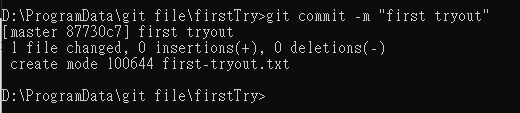 D:\ProgramData\git file\firstTry>git commit -m "first tryout"
[master 87730c7] first tryout
 1 file changed, 0 insertions(+), 0 deletions(-)
 create mode 100644 first-tryout.txt
D:\ProgramData\git file\firstTry>